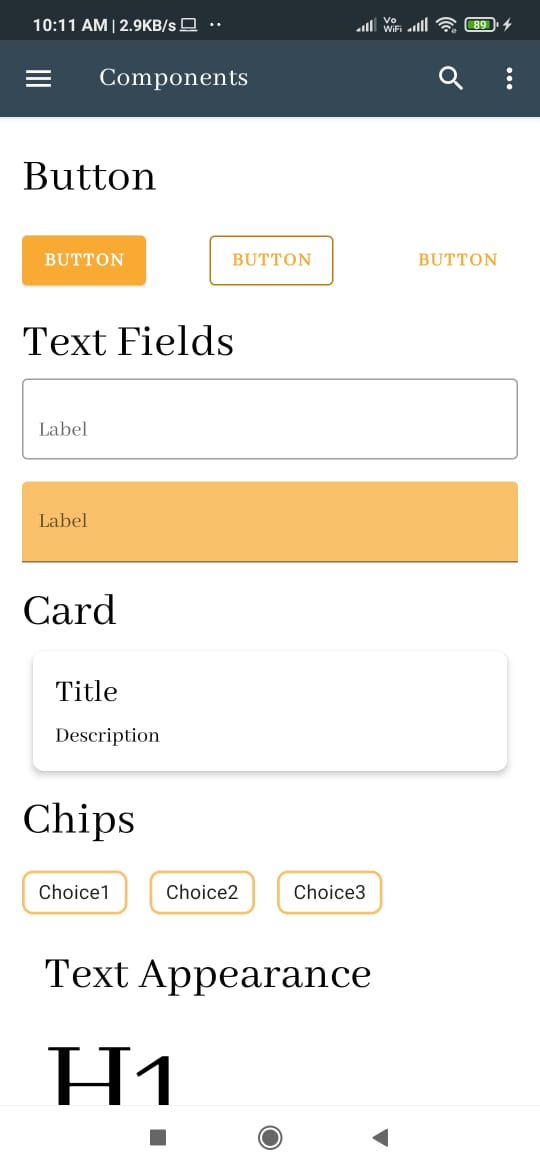 10:11 AM | 2.9KB/s ··
Vo
WiFi
89
Components
Button
BUTTON BUTTON BUTTON
Text Fields
Label
Label
Card
Title
Description
Chips
Choice1 Choice2 Choice3
Text Appearance
H1